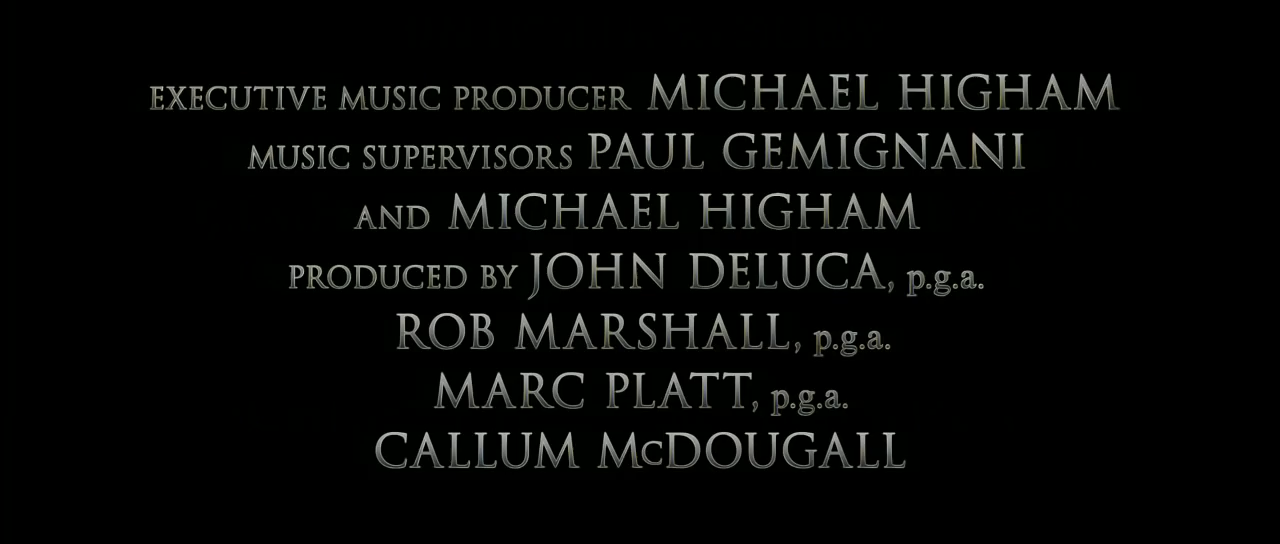 EXECUTIVE MUSIC PRODUCER MICHAEL HIGHAM
MUSIC SUPERVISORS PAUL GEMIGNANI
AND MICHAEL HIGHAM
PRODUCED BY JOHN DELUCA, p.g.a.
ROB MARSHALL, p.g.a.
MARC PLATT, p.g.a.
CALLUM McDOUGALL